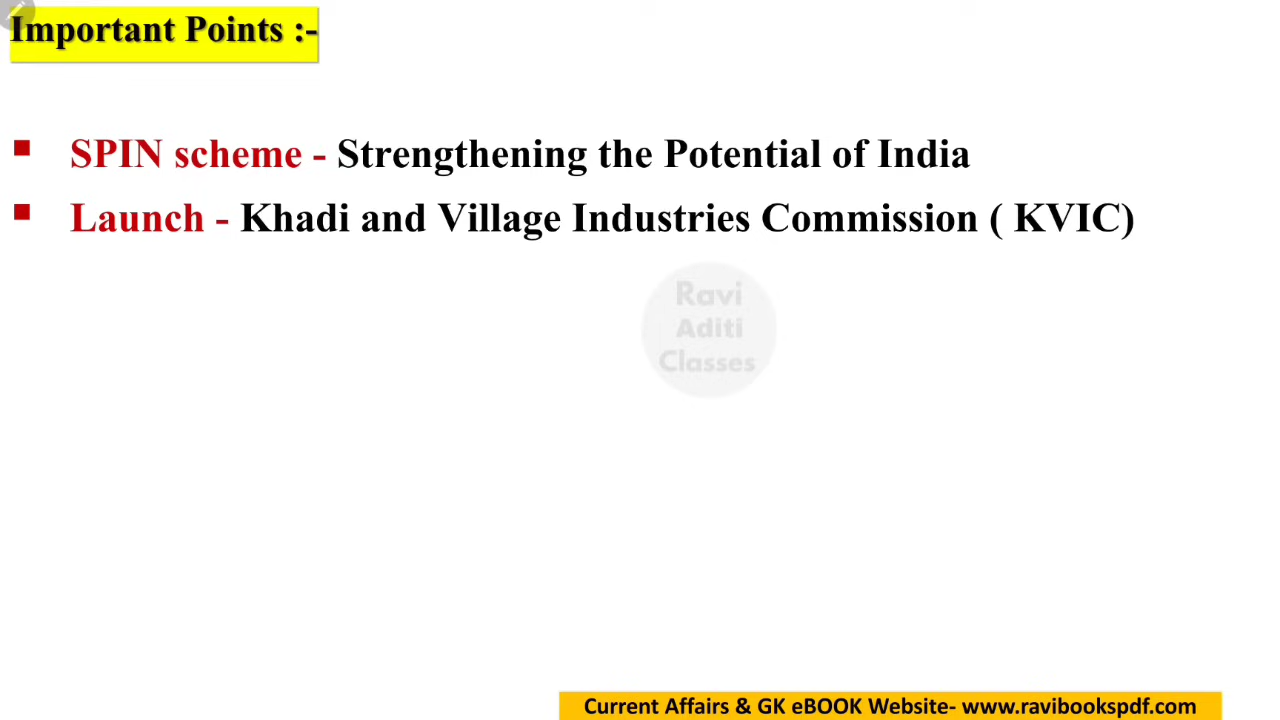 Important Points :-
SPIN scheme - Strengthening the Potential of India
Launch - Khadi and Village Industries Commission ( KVIC)
Ravi
Aditi
Classes
Current Affairs & GK eBOOK Website- www.ravibookspdf.com